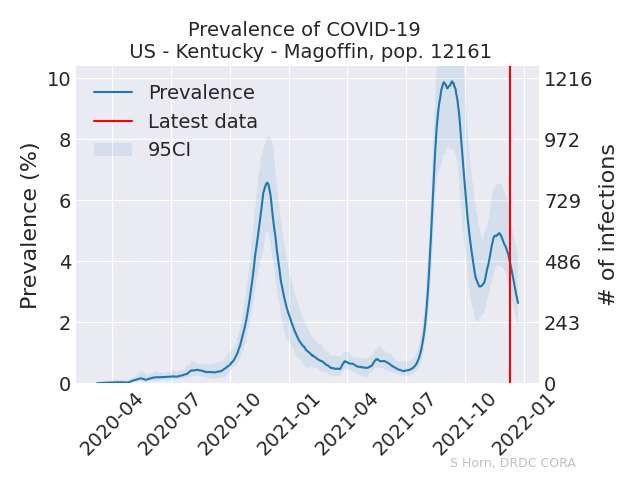 Prevalence of COVID-19
US - Kentucky - Magoffin, pop. 12161
Prevalence (%)
10
8
6
4
2
0
Prevalence
Latest data
95CI
1216
972
729
486
243
0
# of infections
2020-04
2020-07
2020-10
2021-01
2021-04
2021-07
2021-10
2022-01
S Horn, DRDC CORA